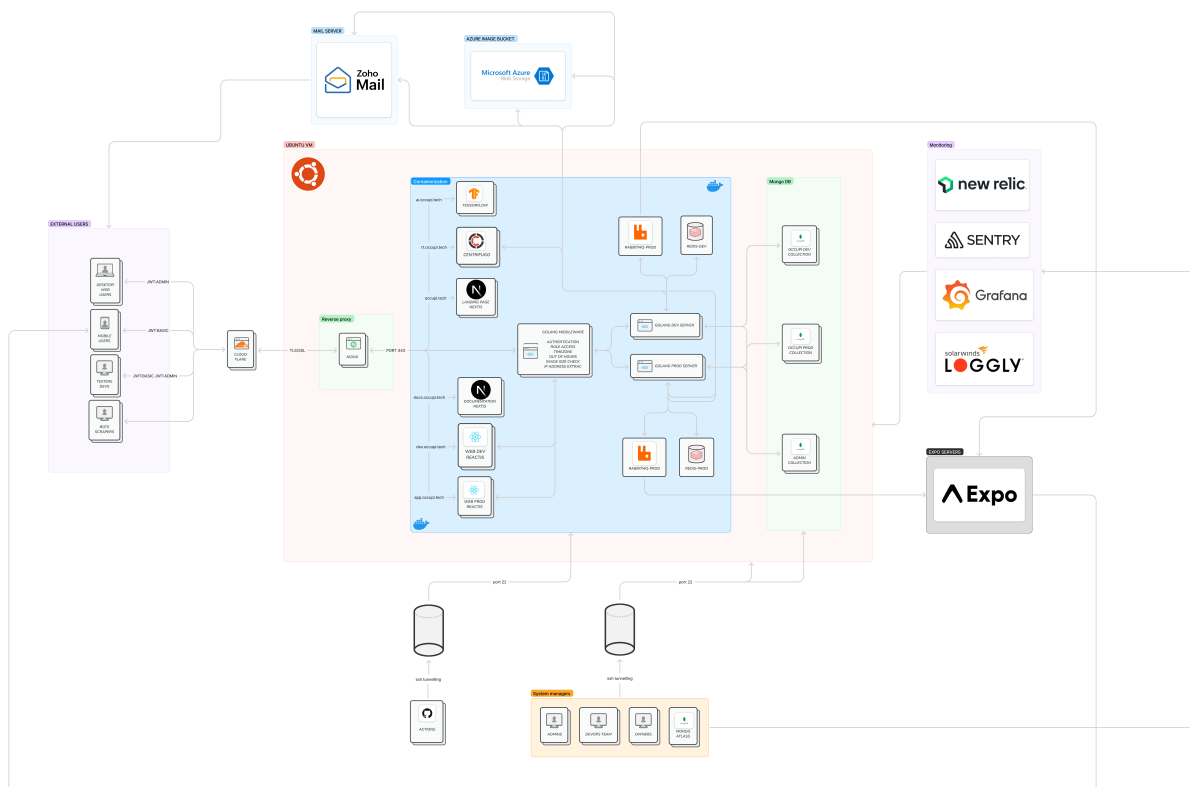 MAIL SERVER
Zoho
Mail
AZURE IMAGE BUCKET
Microsoft Azure
Blob Storage
UBUNTU VM
Monitoring
new relic
SENTRY
Grafana
solarwinds
LOGGLY
Containerization
Mongo DB
ai.occupi.tech
TENSORFLOW
rt.occupi.tech
CENTRIFUGO
occupi.tech
LANDING PAGE
NEXTJS
RABBITMQ-PROD
REDIS-DEV
OCCUPI DEV
COLLECTION
EXTERNAL USERS
DESKTOP
WEB
USERS
JWT-ADMIN
MOBILE
USERS
JWT-BASIC
TESTERS
DEVS
JWT-BASIC, JWT-ADMIN
BOTS
SCRAPERS
CLOUD
FLARE
TLS/SSL
Reverse proxy
NGINX
PORT 443
GOLANG MIDDLEWARE
AUTHENTICATION
ROLE ACCESS
TIMEZONE
OUT OF HOURS
RANGE SIZE CHECK
IP ADDRESS EXTRAC
GOLANG DEV SERVER
GOLANG PROD SERVER
OCCUPI PROD
COLLECTION
docs.occupi.tech
DOCUMENTATION
NEXTJS
dev.occupi.tech
WEB DEV
REACTJS
app.occupi.tech
WEB PROD
REACTJS
RABBITMQ-PROD
REDIS-PROD
ADMIN
COLLECTION
EXPO SERVERS
Expo
port 22
port 22
ssh tunnelling
ssh tunnelling
ACTIONS
System managers
ADMINS
DEVOPS TEAM
OWNERS
MONGO
ATLASS